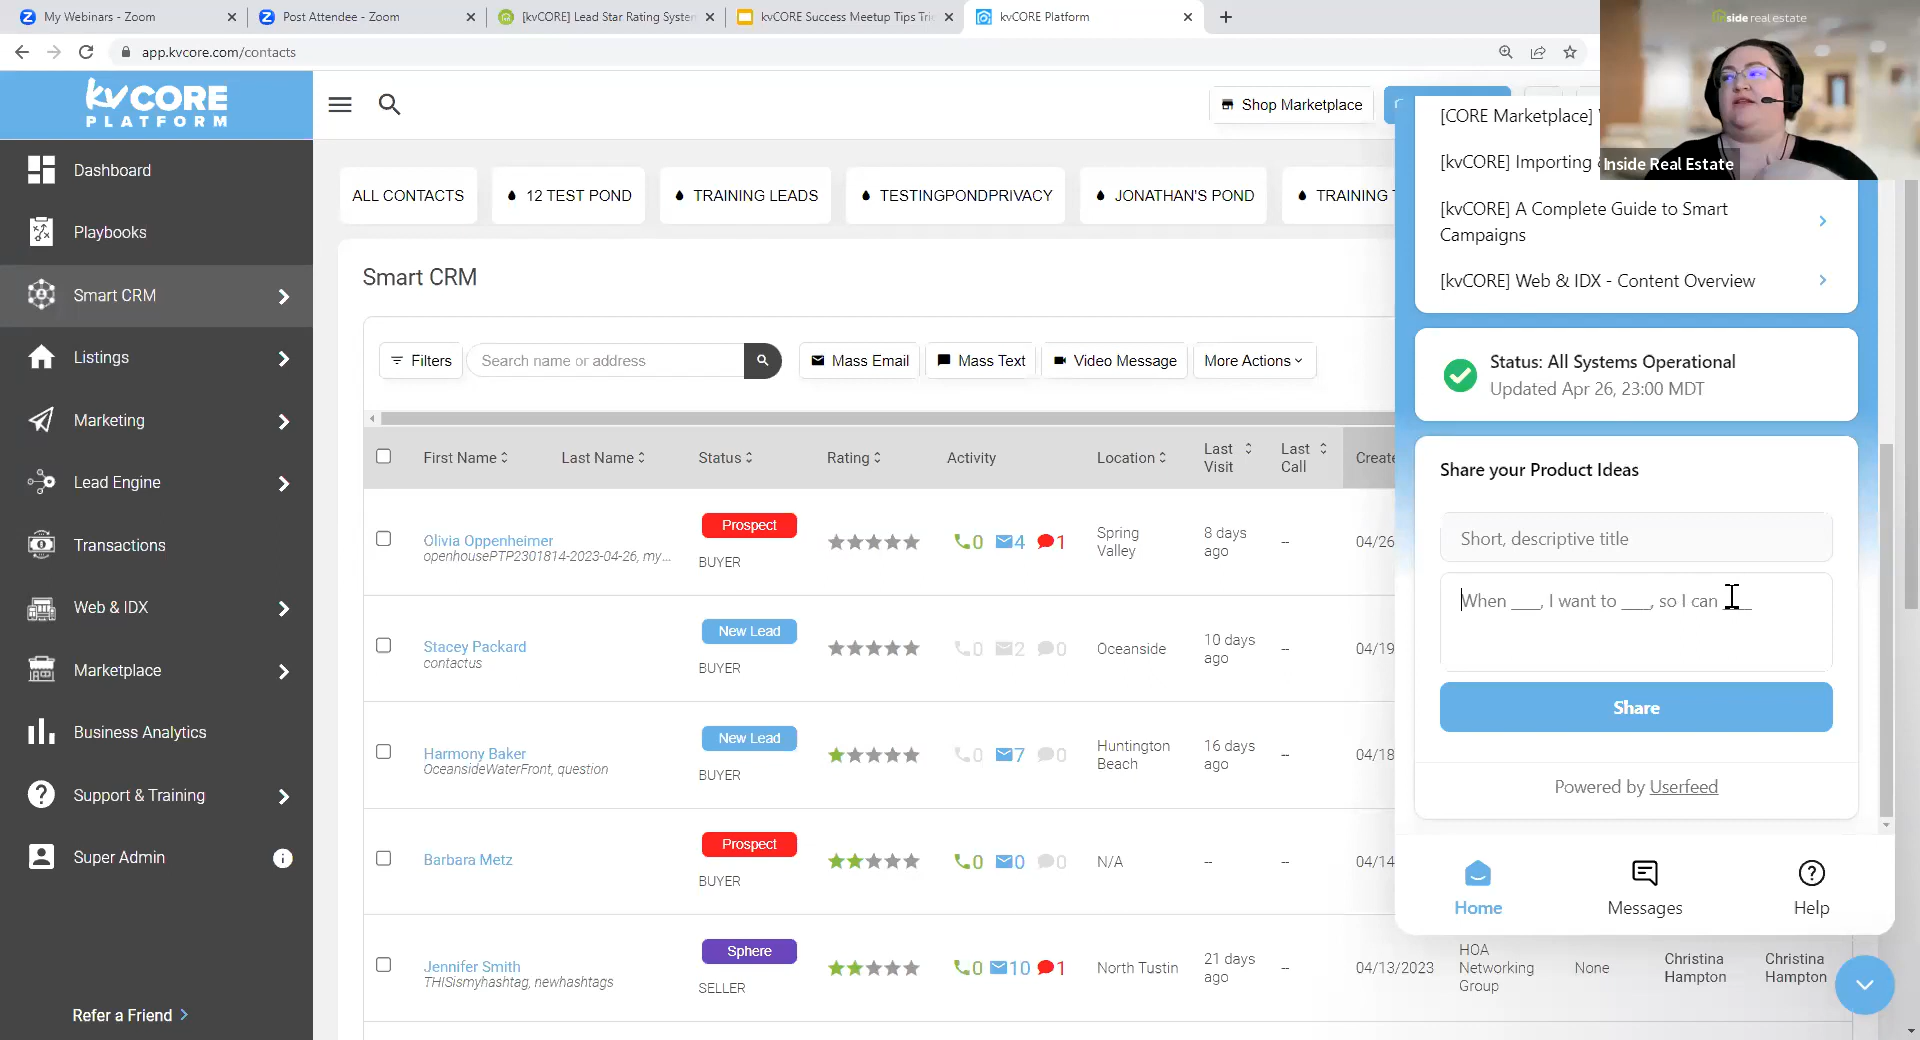 My Webinars - Zoom
Post Attendee - Zoom
[kvCORE] Lead Star Rating System
kvCORE Success Meetup Tips Tri
kvCORE Platform
app.kvcore.com/contacts
inside real estate
Inside Real Estate
kvCORE
PLATFORM
Shop Marketplace
Dashboard
Playbooks
Smart CRM
Listings
Marketing
Lead Engine
Transactions
Web & IDX
Marketplace
Business Analytics
Support & Training
Super Admin
Refer a Friend
ALL CONTACTS
12 TEST POND
TRAINING LEADS
TESTINGPONDPRIVACY
JONATHAN'S POND
TRAINING
Smart CRM
Filters
Search name or address
Mass Email
Mass Text
Video Message
More Actions
First Name
Last Name
Status
Rating
Activity
Location
Last Visit
Last Call
Create
Olivia Oppenheimer
openhousePTP2301814-2023-04-26, my...
Prospect
BUYER
0 4 1
Spring Valley
8 days ago
--
04/26
Stacey Packard
contactus
New Lead
BUYER
0 2 0
Oceanside
10 days ago
--
04/19
Harmony Baker
OceansideWaterFront, question
New Lead
BUYER
0 7 0
Huntington Beach
16 days ago
--
04/18
Barbara Metz
Prospect
BUYER
0 0 0
N/A
--
--
04/14
Jennifer Smith
THISismyhashtag, newhashtags
Sphere
SELLER
0 10 1
North Tustin
21 days ago
--
04/13/2023
HOA Networking Group
None
Christina Hampton
Christina Hampton
[CORE Marketplace]
[kvCORE] Importing
[kvCORE] A Complete Guide to Smart
Campaigns
[kvCORE] Web & IDX - Content Overview
Status: All Systems Operational
Updated Apr 26, 23:00 MDT
Share your Product Ideas
Short, descriptive title
When ___, I want to ___, so I can ___
Share
Powered by Userfeed
Home
Messages
Help